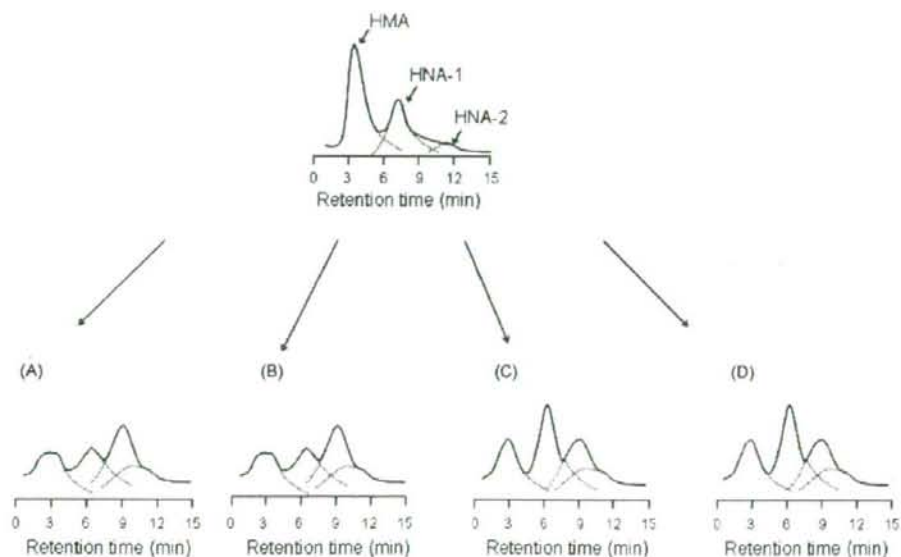 HMA
HNA-1
HNA-2
0 3 6 9 12 15
Retention time (min)
(A) (B) (C) (D)
0 3 6 9 12 15 0 3 6 9 12 15 0 3 6 9 12 15 0 3 6 9 12 15
Retention time (min) Retention time (min) Retention time (min) Retention time (min)